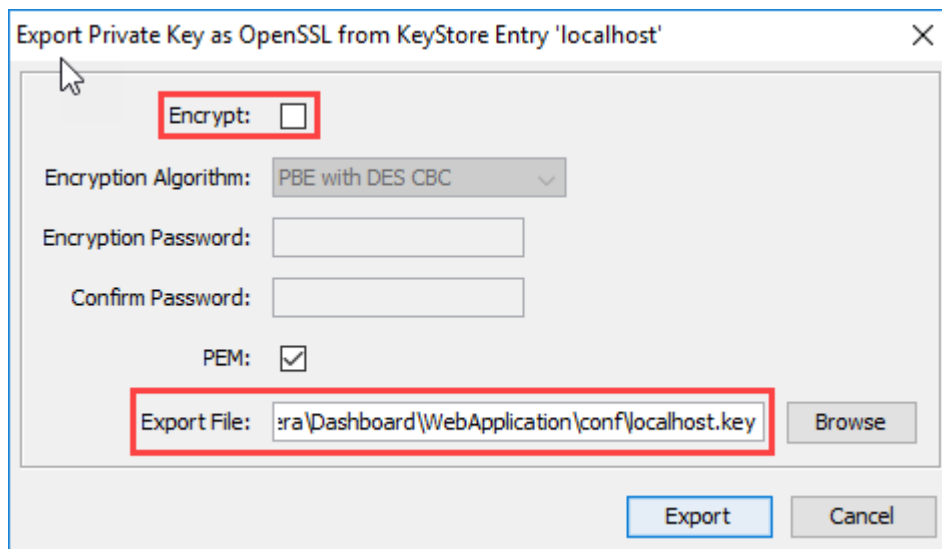 Export Private Key as OpenSSL from KeyStore Entry 'localhost'
Encrypt:
Encryption Algorithm: PBE with DES CBC
Encryption Password:
Confirm Password:
PEM:
Export File: era\Dashboard\WebApplication\conf\localhost.key Browse
Export Cancel